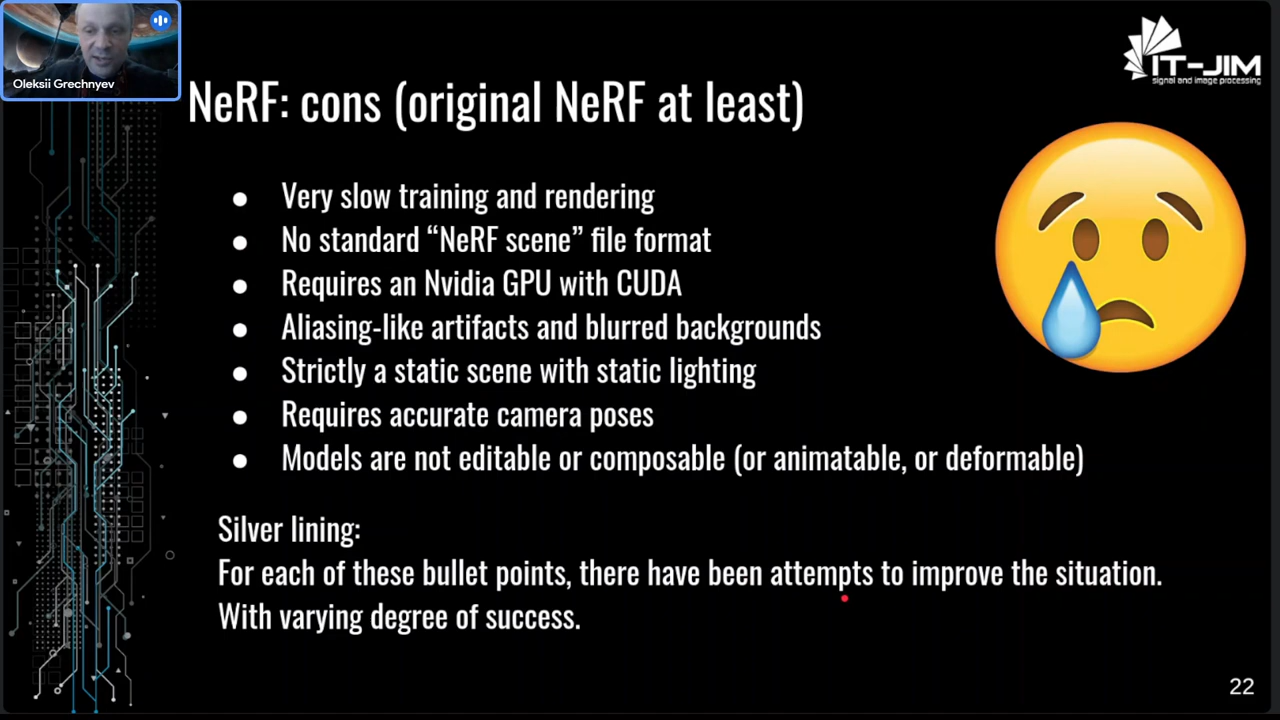 Oleksii Grechnyev
IT-JIM
signal and image processing
NeRF: cons (original NeRF at least)
● Very slow training and rendering
● No standard “NeRF scene” file format
● Requires an Nvidia GPU with CUDA
● Aliasing-like artifacts and blurred backgrounds
● Strictly a static scene with static lighting
● Requires accurate camera poses
● Models are not editable or composable (or animatable, or deformable)
Silver lining:
For each of these bullet points, there have been attempts to improve the situation.
With varying degree of success.
22